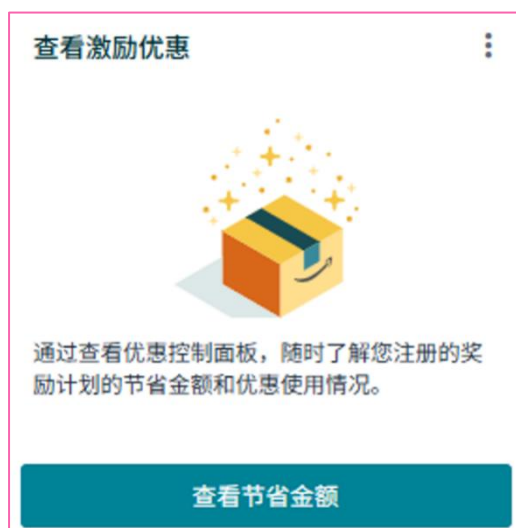 查看激励优惠
通过查看优惠控制面板，随时了解您注册的奖
励计划的节省金额和优惠使用情况。
查看节省金额